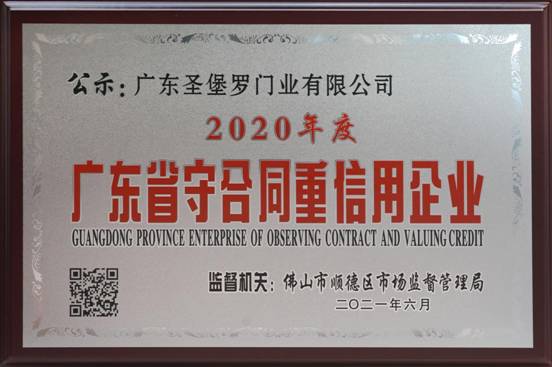 公示：广东圣堡罗门业有限公司
2020年度
广东省守合同重信用企业
GUANGDONG PROVINCE ENTERPRISE OF OBSERVING CONTRACT AND VALUING CREDIT
监督机关：佛山市顺德区市场监督管理局
二〇二一年六月